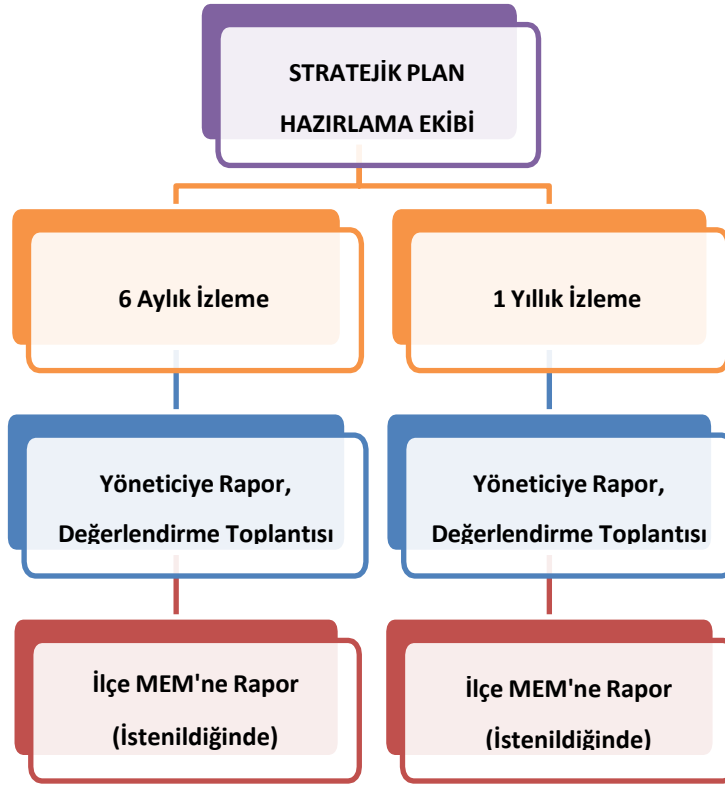 STRATEJİK PLAN
HAZIRLAMA EKİBİ
6 Aylık İzleme
1 Yıllık İzleme
Yöneticiye Rapor,
Değerlendirme Toplantısı
Yöneticiye Rapor,
Değerlendirme Toplantısı
İlçe MEM'ne Rapor
(İstenildiğinde)
İlçe MEM'ne Rapor
(İstenildiğinde)